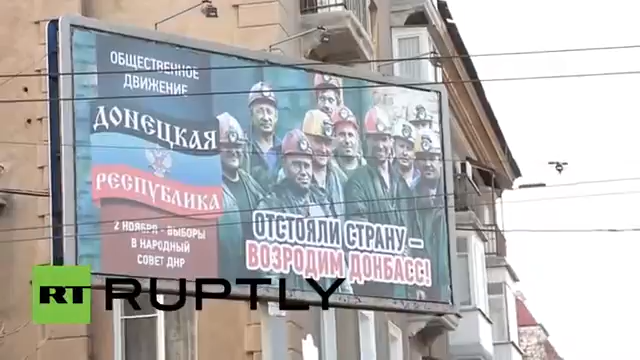 ОБЩЕСТВЕННОЕ
ДВИЖЕНИЕ
ДОНЕЦКАЯ
РЕСПУБЛИКА
2 НОЯБРЯ - ВЫБОРЫ
В НАРОДНЫЙ
СОВЕТ ДНР
ОТСТОЯЛИ СТРАНУ –
ВОЗРОДИМ ДОНБАСС!
RT RUPTLY